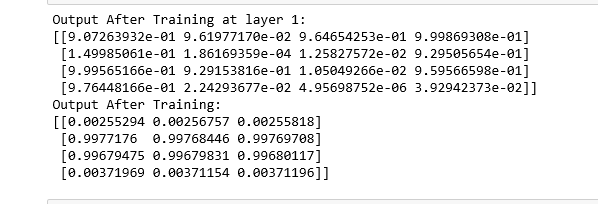 Output After Training at layer 1:
[[9.07263932e-01 9.61977170e-02 9.64654253e-01 9.99869308e-01]
[1.49985061e-01 1.86169359e-04 1.25827572e-02 9.29505654e-01]
[9.99565166e-01 9.29153816e-01 1.05049266e-02 9.59566598e-01]
[9.76448166e-01 2.24293677e-02 4.95698752e-06 3.92942373e-02]]
Output After Training:
[[0.00255294 0.00256757 0.00255818]
[0.9977176  0.99768446 0.99769708]
[0.99679475 0.99679831 0.99680117]
[0.00371969 0.00371154 0.00371196]]